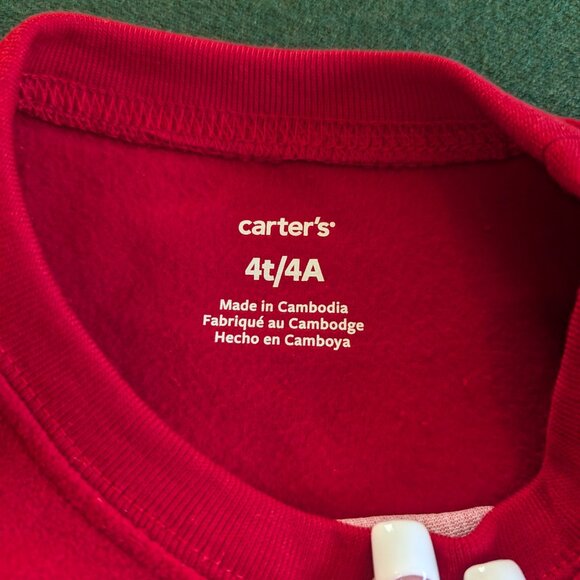 carter's
4t/4A
Made in Cambodia
Fabriqué au Cambodge
Hecho en Camboya